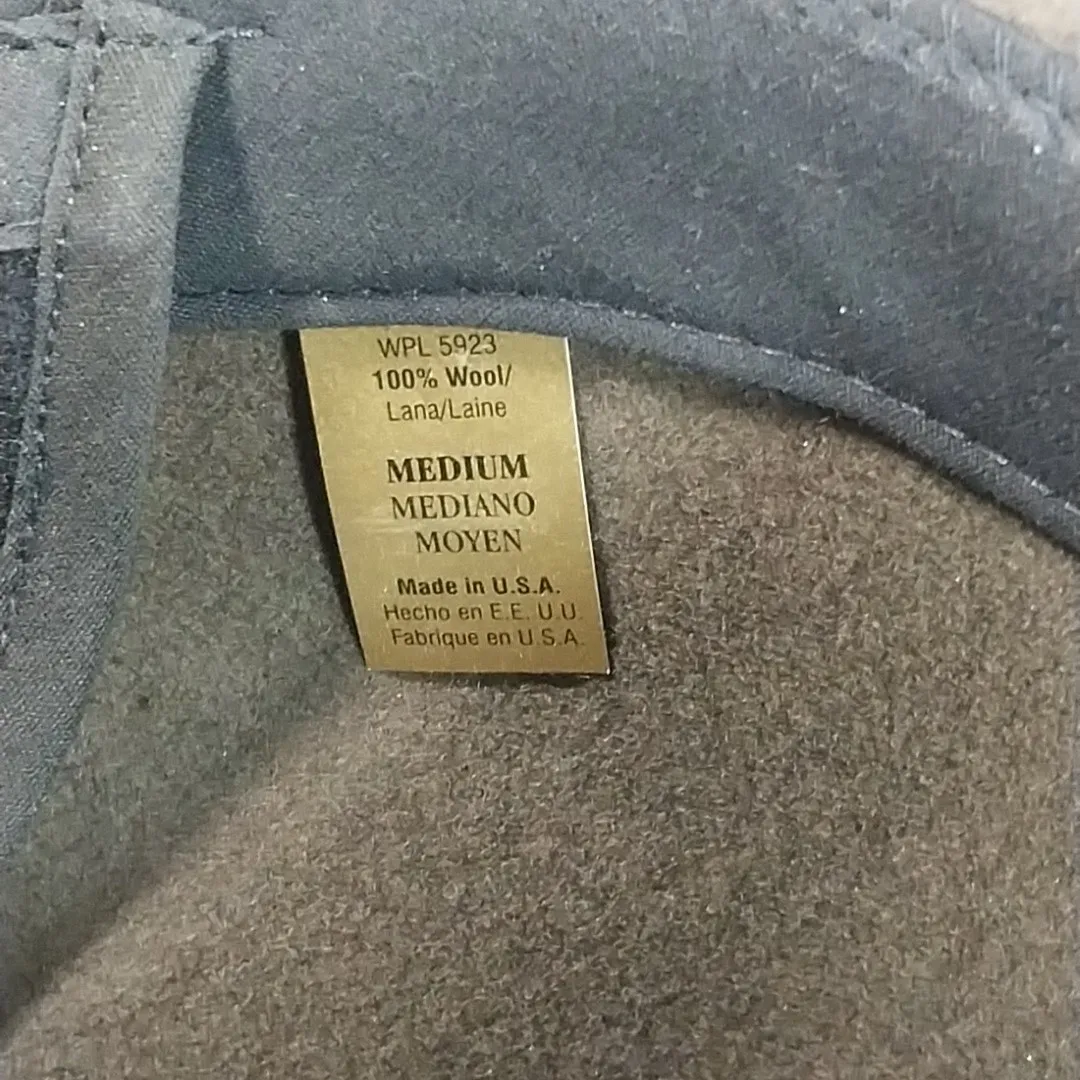 WPL 5923
100% Wool/
Lana/Laine
MEDIUM
MEDIANO
MOYEN
Made in U.S.A.
Hecho en E.E. U.U.
Fabrique en U.S.A.